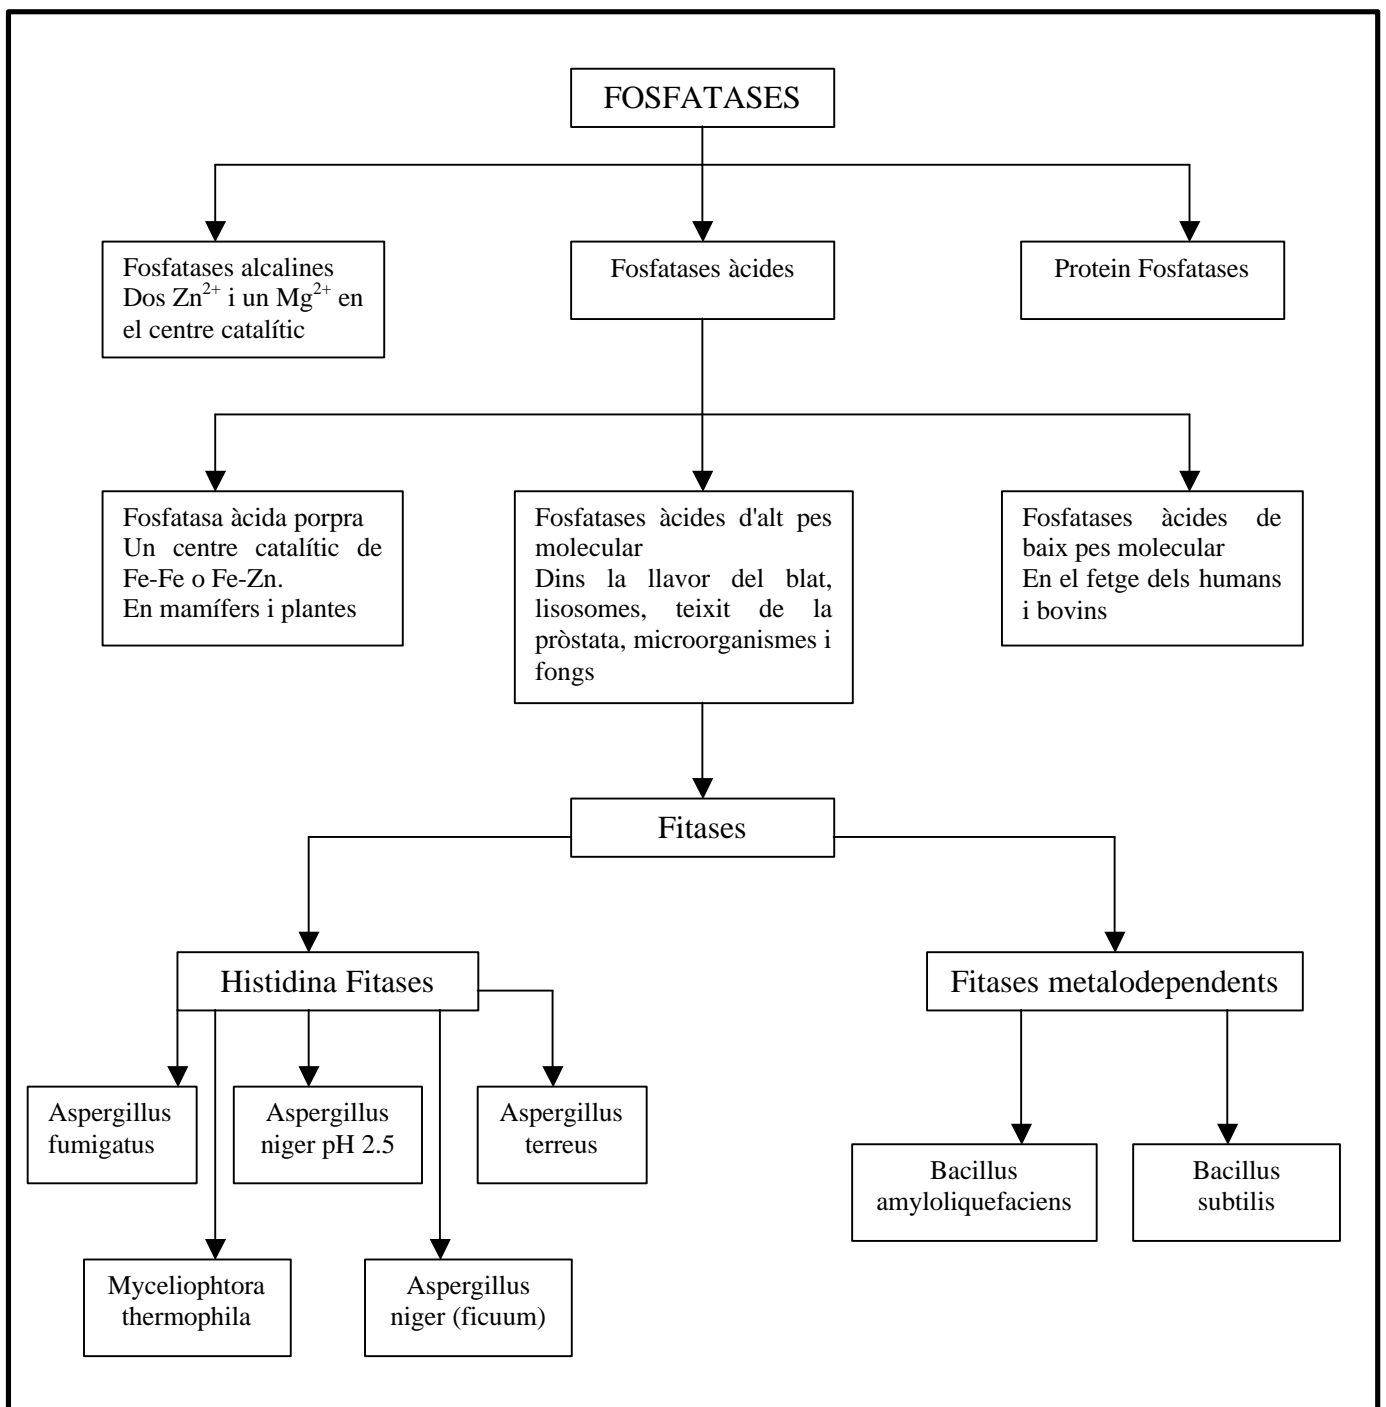 FOSFATASES
Fosfatases alcalines
Dos Zn²⁺ i un Mg²⁺ en
el centre catalític
Fosfatases àcides
Protein Fosfatases
Fosfatasa àcida porpra
Un centre catalític de
Fe-Fe o Fe-Zn.
En mamífers i plantes
Fosfatases àcides d'alt pes
molecular
Dins la llavor del blat,
lisosomes, teixit de la
pròstata, microorganismes i
fongs
Fosfatases àcides de
baix pes molecular
En el fetge dels humans
i bovins
Fitases
Histidina Fitases
Fitases metalodependents
Aspergillus
fumigatus
Aspergillus
niger pH 2.5
Aspergillus
terreus
Bacillus
amyloliquefaciens
Bacillus
subtilis
Myceliophtora
thermophila
Aspergillus
niger (ficuum)